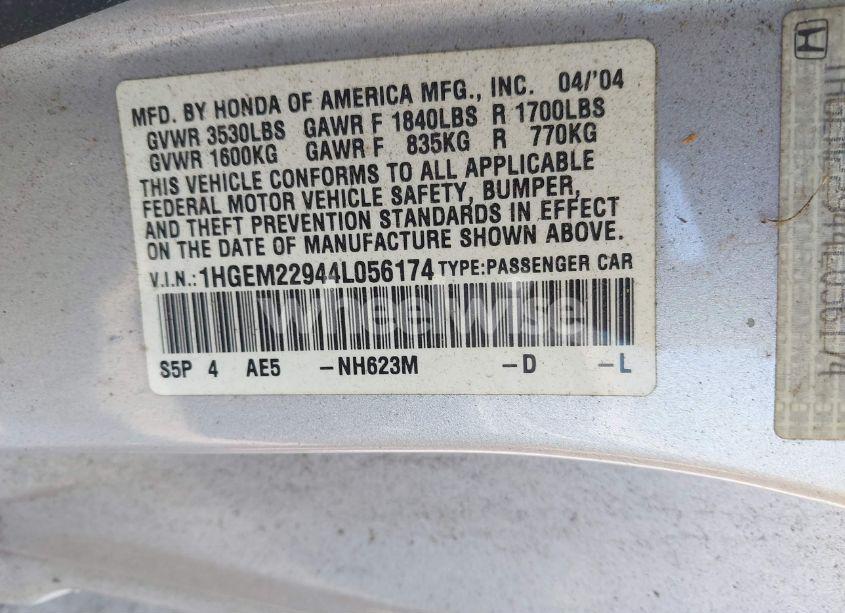 MFD. BY HONDA OF AMERICA MFG., INC. 04/'04
GVWR 3530LBS GAWR F 1840LBS R 1700LBS
GVWR 1600KG GAWR F 835KG R 770KG
THIS VEHICLE CONFORMS TO ALL APPLICABLE
FEDERAL MOTOR VEHICLE SAFETY, BUMPER,
AND THEFT PREVENTION STANDARDS IN EFFECT
ON THE DATE OF MANUFACTURE SHOWN ABOVE.
V.I.N.:1HGEM22944L056174 TYPE:PASSENGER CAR
wheelwise
S5P 4 AE5 -NH623M -D -L